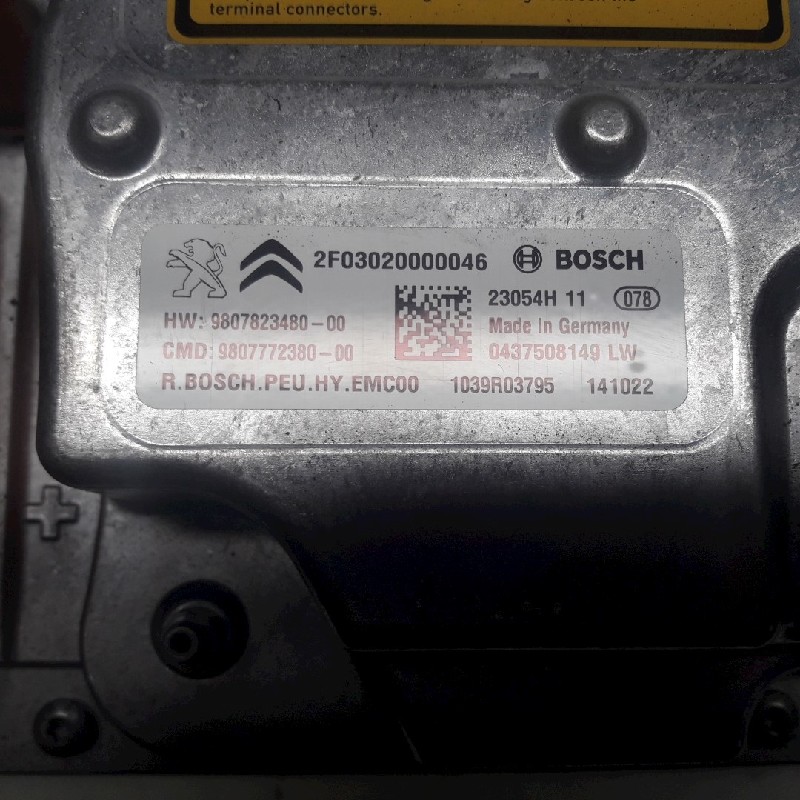 terminal connectors.
2F03020000046 BOSCH
23054H 11 078
HW: 9807823480-00 Made In Germany
CMD: 9807772380-00 0437508149 LW
R.BOSCH.PEU.HY.EMC00 1039R03795 141022